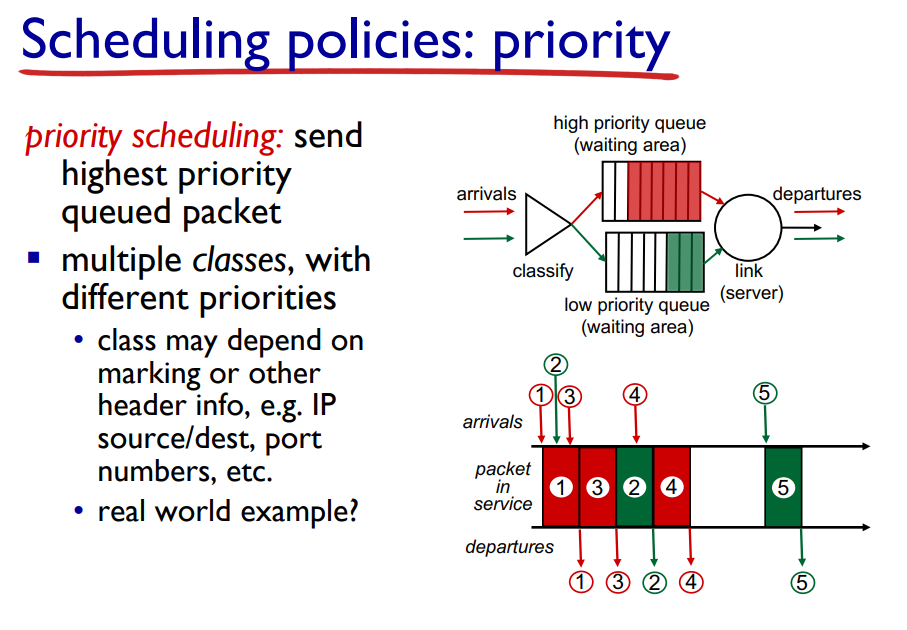 Scheduling policies: priority
priority scheduling: send
highest priority
queued packet
▪ multiple classes, with
different priorities
• class may depend on
marking or other
header info, e.g. IP
source/dest, port
numbers, etc.
• real world example?
high priority queue
(waiting area)
arrivals
departures
classify
link
(server)
low priority queue
(waiting area)
2
1 3 4 5
arrivals
packet
in
service
1 3 2 4 5
departures
1 3 2 4 5